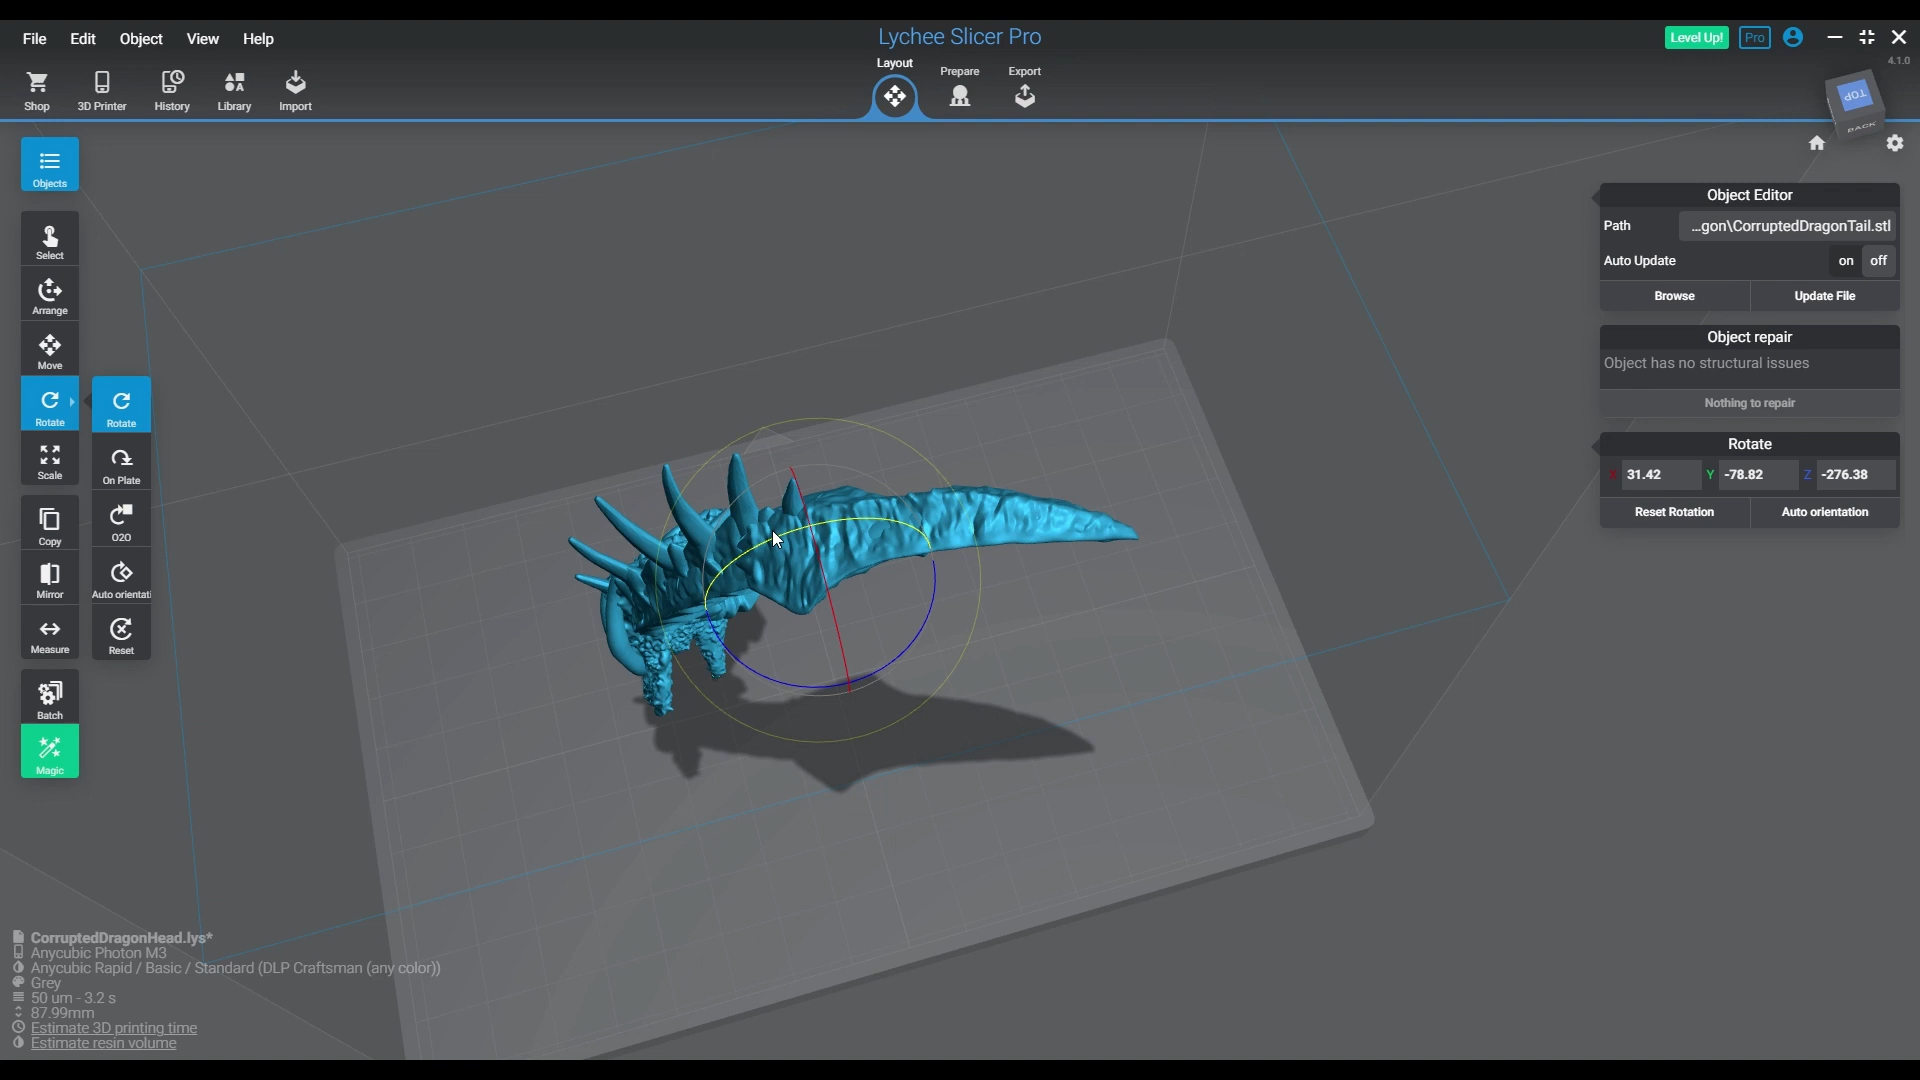 File Edit Object View Help
Lychee Slicer Pro
Level Up! Pro
4.1.0
Shop 3D Printer History Library Import
Layout Prepare Export
TOP
BACK
Objects
Select
Arrange
Move
Rotate
Scale
Copy
Mirror
Measure
Batch
Magic
Rotate
On Plate
O2O
Auto orientati
Reset
Object Editor
Path ...gon\CorruptedDragonTail.stl
Auto Update on off
Browse Update File
Object repair
Object has no structural issues
Nothing to repair
Rotate
X 31.42 Y -78.82 Z -276.38
Reset Rotation Auto orientation
CorruptedDragonHead.lys*
Anycubic Photon M3
Anycubic Rapid / Basic / Standard (DLP Craftsman (any color))
Grey
50 um - 3.2 s
87.99mm
Estimate 3D printing time
Estimate resin volume